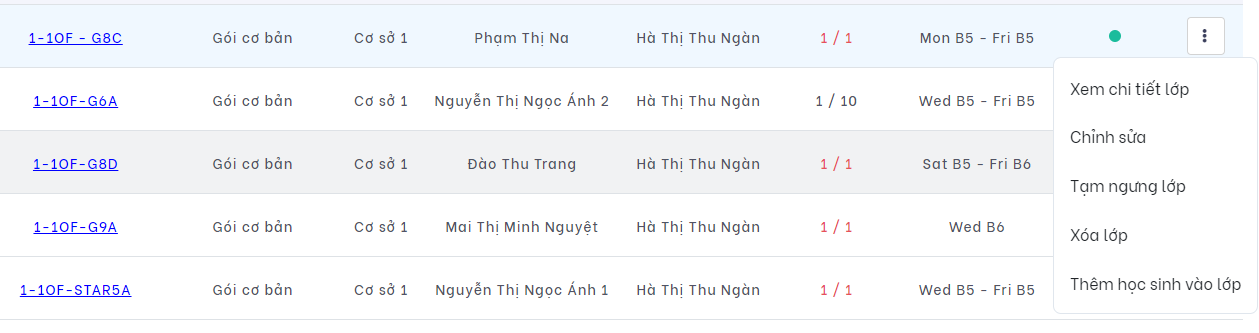 1-1OF - G8C Gói cơ bản Cơ sở 1 Phạm Thị Na Hà Thị Thu Ngàn 1 / 1 Mon B5 - Fri B5
Xem chi tiết lớp
1-1OF-G6A Gói cơ bản Cơ sở 1 Nguyễn Thị Ngọc Ánh 2 Hà Thị Thu Ngàn 1 / 10 Wed B5 - Fri B5
Chỉnh sửa
1-1OF-G8D Gói cơ bản Cơ sở 1 Đào Thu Trang Hà Thị Thu Ngàn 1 / 1 Sat B5 - Fri B6
Tạm ngưng lớp
1-1OF-G9A Gói cơ bản Cơ sở 1 Mai Thị Minh Nguyệt Hà Thị Thu Ngàn 1 / 1 Wed B6
Xóa lớp
1-1OF-STAR5A Gói cơ bản Cơ sở 1 Nguyễn Thị Ngọc Ánh 1 Hà Thị Thu Ngàn 1 / 1 Wed B5 - Fri B5
Thêm học sinh vào lớp